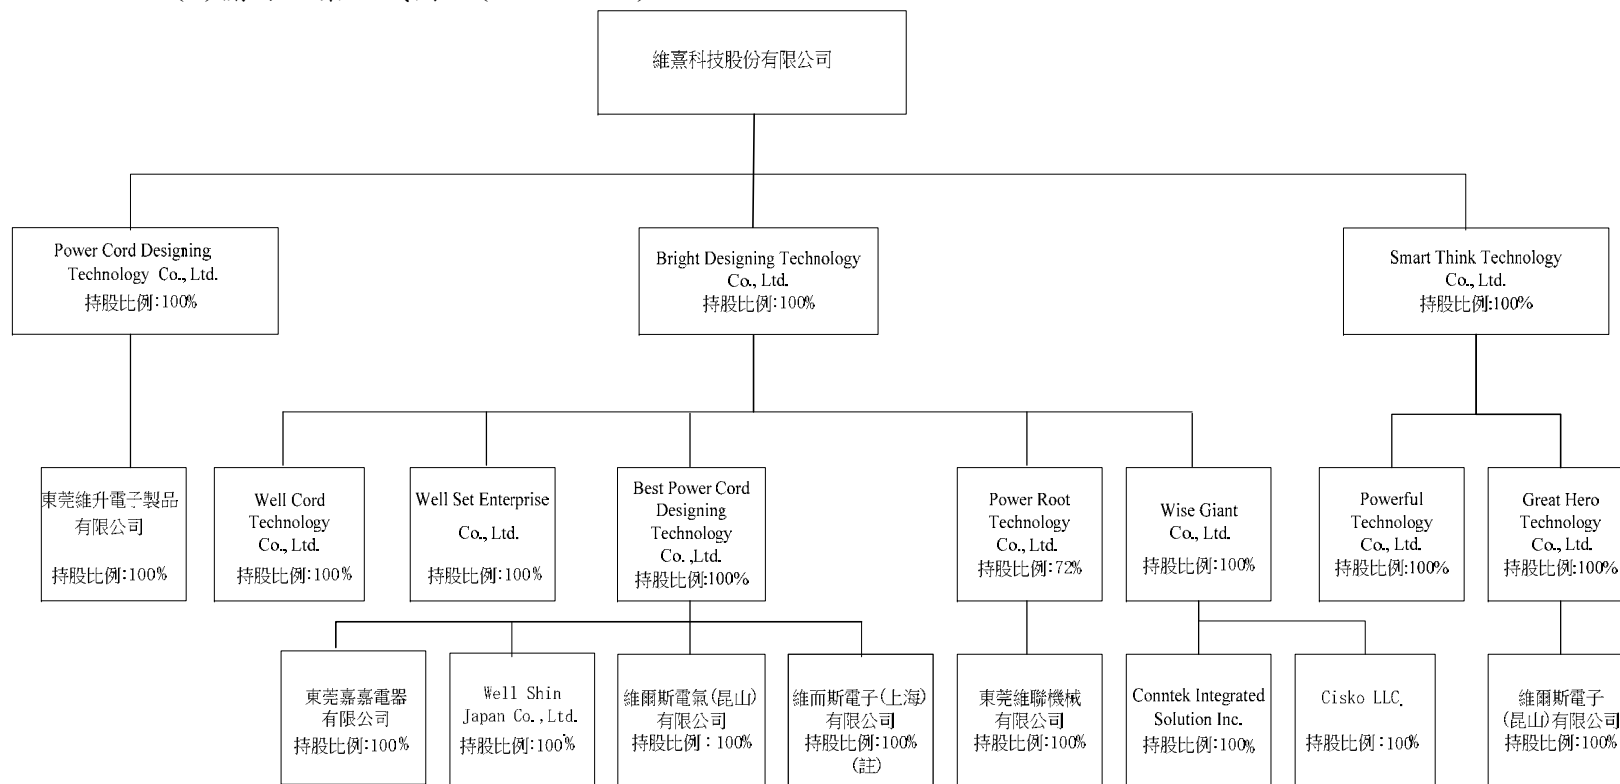 維熹科技股份有限公司
Power Cord Designing
Technology Co., Ltd.
持股比例:100%
Bright Designing Technology
Co., Ltd.
持股比例:100%
Smart Think Technology
Co., Ltd.
持股比例:100%
東莞維升電子製品
有限公司
持股比例:100%
Well Cord
Technology
Co., Ltd.
持股比例:100%
Well Set Enterprise
Co., Ltd.
持股比例:100%
Best Power Cord
Designing
Technology
Co. ,Ltd.
持股比例:100%
Power Root
Technology
Co., Ltd.
持股比例:72%
Wise Giant
Co., Ltd.
持股比例:100%
Powerful
Technology
Co., Ltd.
持股比例:100%
Great Hero
Technology
Co., Ltd.
持股比例:100%
東莞嘉嘉電器
有限公司
持股比例:100%
Well Shin
Japan Co.,Ltd.
持股比例:100%
維爾斯電氣(昆山)
有限公司
持股比例：100%
維而斯電子(上海)
有限公司
持股比例:100%
(註)
東莞維聯機械
有限公司
持股比例:100%
Conntek Integrated
Solution Inc.
持股比例:100%
Cisko LLC.
持股比例:100%
維爾斯電子
(昆山)有限公司
持股比例:100%